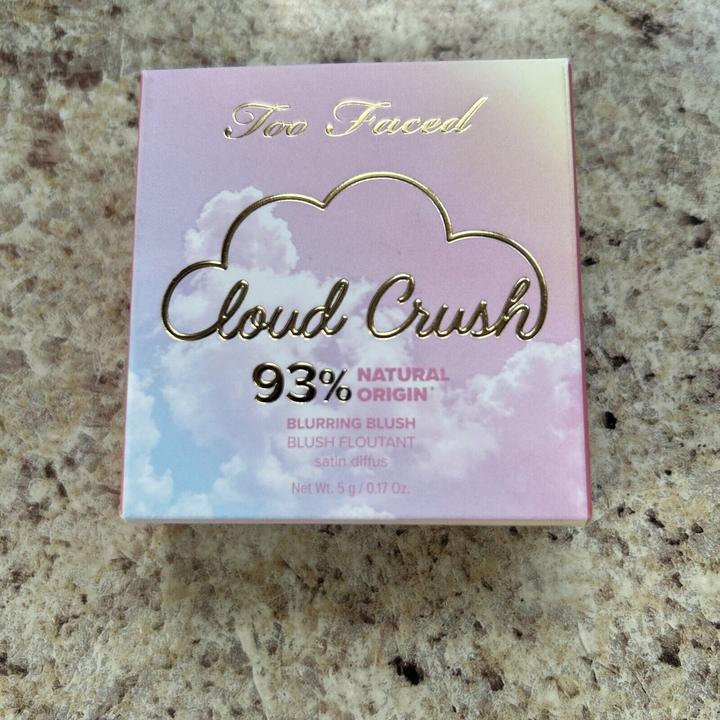 Too Faced
Cloud Crush
93% NATURAL
ORIGIN*
BLURRING BLUSH
BLUSH FLOUTANT
satin diffus
Net Wt. 5 g / 0.17 Oz.